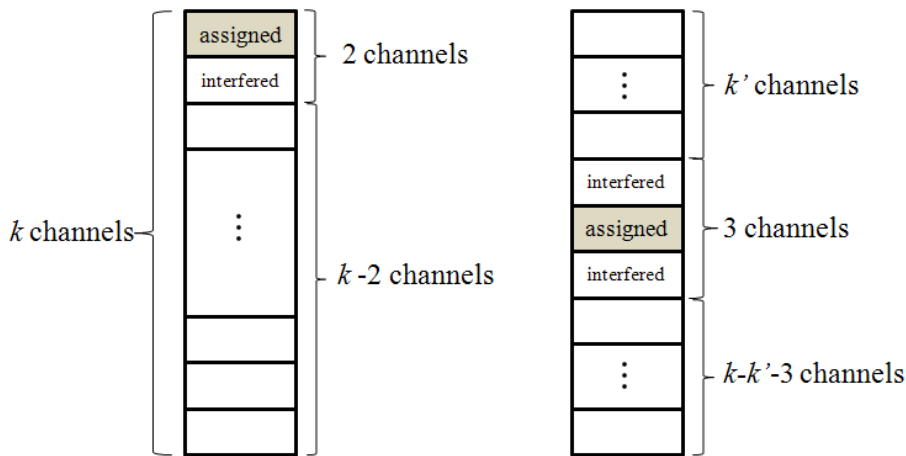 assigned
interfered
⋮
k channels
2 channels
k -2 channels
⋮
interfered
assigned
interfered
⋮
k’ channels
3 channels
k-k’-3 channels